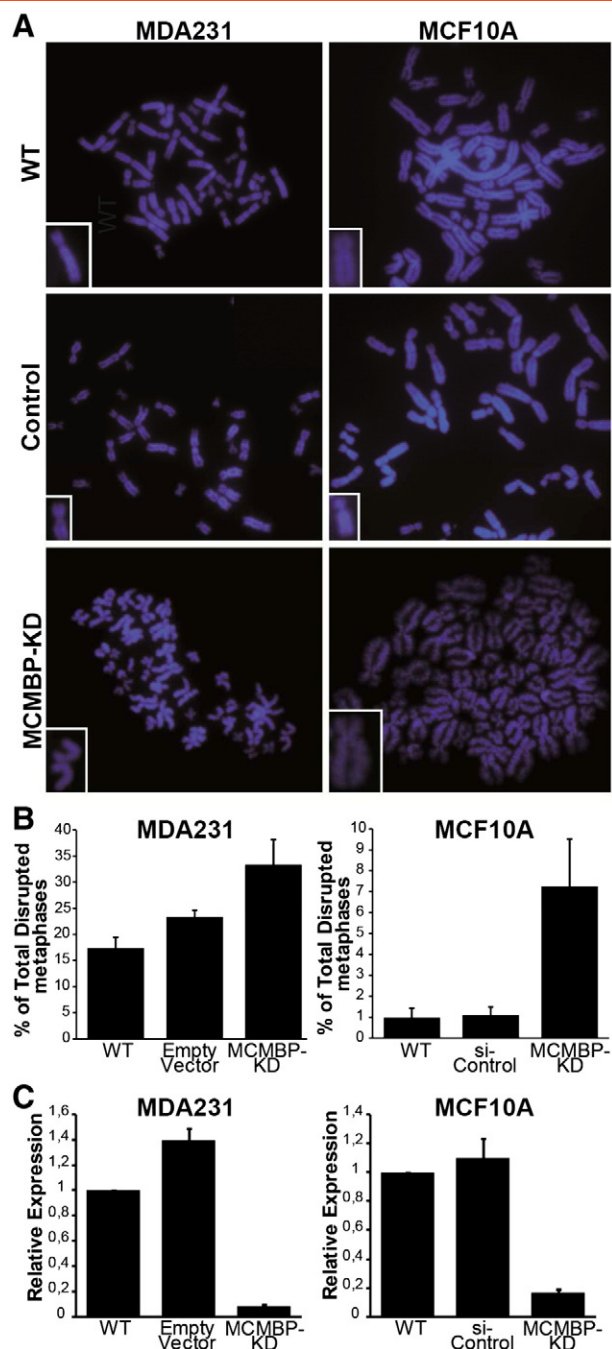 A
MDA231
MCF10A
WT
WT
Control
MCMBP-KD
B
MDA231
MCF10A
% of Total Disrupted
metaphases
40
35
30
25
20
15
10
5
0
WT
Empty
Vector
MCMBP-
KD
% of Total Disrupted
metaphases
10
9
8
7
6
5
4
3
2
1
0
WT
si-
Control
MCMBP-
KD
C
MDA231
MCF10A
Relative Expression
1,6
1,4
1,2
1
0,8
0,6
0,4
0,2
0
WT
Empty
Vector
MCMBP-
KD
Relative Expression
1,4
1,2
1
0,8
0,6
0,4
0,2
0
WT
si-
Control
MCMBP-
KD